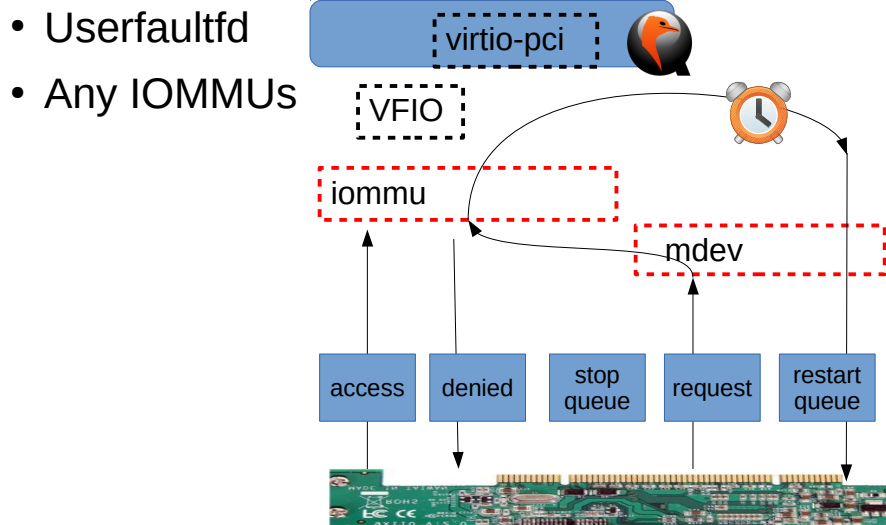 • Userfaultfd
• Any IOMMUs
virtio-pci
VFIO
iommu
mdev
access
denied
stop
queue
request
restart
queue